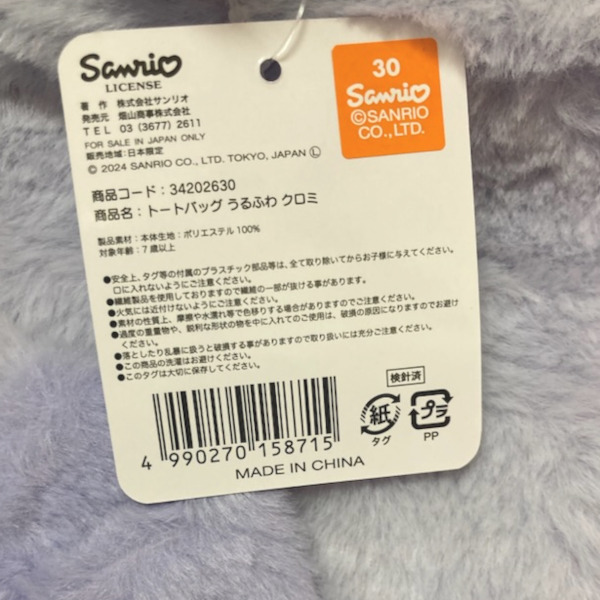 Sanrio
LICENSE
著 作 株式会社サンリオ
発売元 畑山商事株式会社
TEL 03 (3677) 2611
FOR SALE IN JAPAN ONLY
販売地域:日本限定
© 2024 SANRIO CO., LTD. TOKYO, JAPAN Ⓛ
30
Sanrio
©SANRIO
CO.,LTD.
商品コード:34202630
商品名:トートバッグ うるふわ クロミ
製品素材:本体生地:ポリエステル 100%
対象年齢:7歳以上
●安全上、タグ等の付属のプラスチック部品等は、全て取り除いてからお子様に与えてください。
口に入れないようにご注意ください。
●繊維製品を使用しておりますので繊維の一部が抜ける事があります。
●火気には近付けないようにご注意ください。
●素材の性質上、摩擦や水濡れ等で色移りする場合がありますのでご注意ください。
●過度の重量物や、鋭利な形状の物を中に入れてのご使用は、破損の原因になりますのでお避け
ください。
●落としたり乱暴に扱うと破損する事がありますので取り扱いには充分ご注意ください。
●この商品の洗濯はお避けください。
●このタグは大切に保存してください。
検針済
紙
タグ
プラ
PP
4 990270 158715
MADE IN CHINA